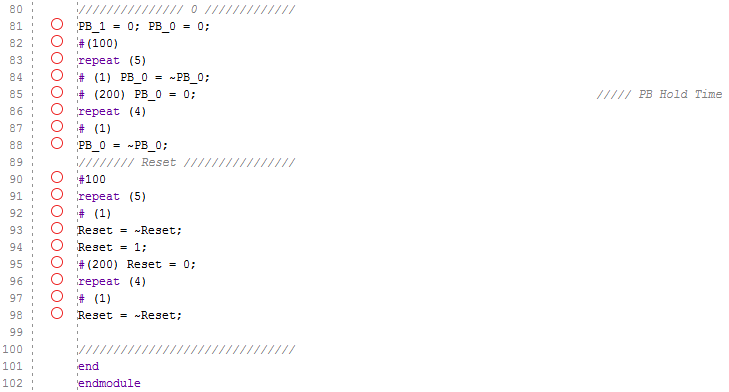 80 /////////////// 0 /////////////
81 PB_1 = 0; PB_0 = 0;
82 #(100)
83 repeat (5)
84 # (1) PB_0 = ~PB_0;
85 # (200) PB_0 = 0; ///// PB Hold Time
86 repeat (4)
87 # (1)
88 PB_0 = ~PB_0;
89 //////// Reset ////////////////
90 #100
91 repeat (5)
92 # (1)
93 Reset = ~Reset;
94 Reset = 1;
95 #(200) Reset = 0;
96 repeat (4)
97 # (1)
98 Reset = ~Reset;
99
100 ///////////////////////////////
101 end
102 endmodule